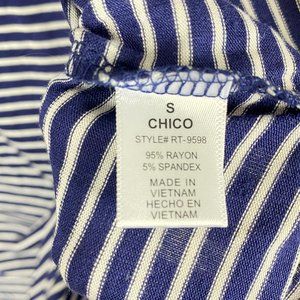 S
CHICO
STYLE# RT-9598
95% RAYON
5% SPANDEX
MADE IN
VIETNAM
HECHO EN
VIETNAM